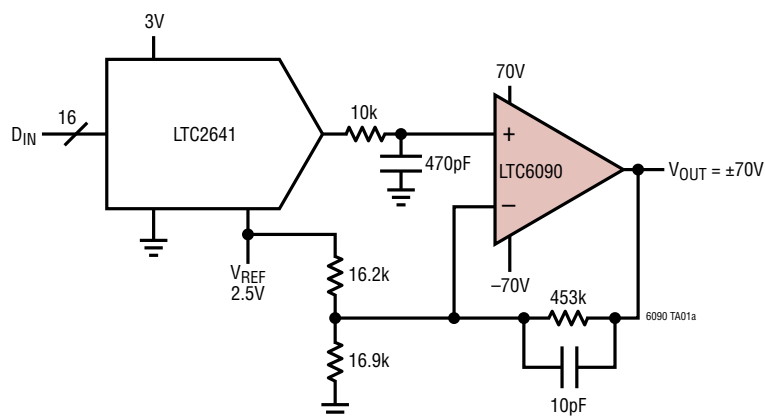 3V
70V
16
10k
D_IN
LTC2641
+
470pF
LTC6090
V_OUT = ±70V
–
V_REF
2.5V
16.2k
–70V
453k
6090 TA01a
16.9k
10pF